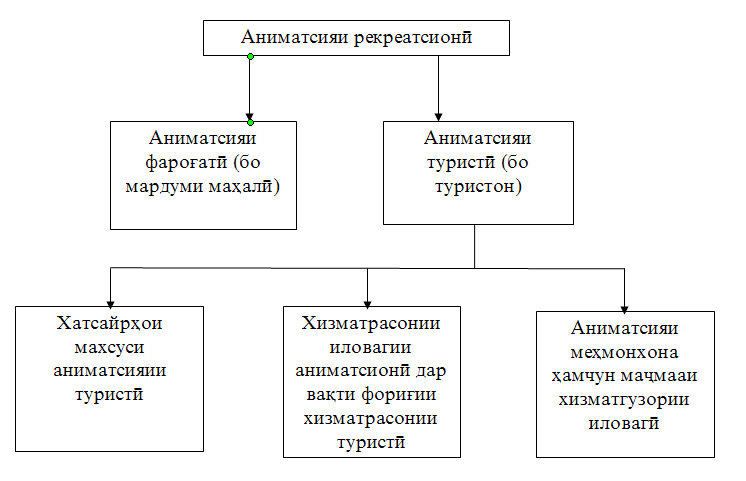 Аниматсияи рекреатсионӣ
Аниматсияи
фароғатӣ (бо
мардуми маҳалӣ)
Аниматсияи
туристӣ (бо
туристон)
Хатсайрҳои
махсуси
аниматсияии
туристӣ
Хизматрасонии
иловагии
аниматсионӣ дар
вақти фориғии
хизматрасонии
туристӣ
Аниматсияи
меҳмонхона
ҳамчун маҷмааи
хизматгузории
иловагӣ